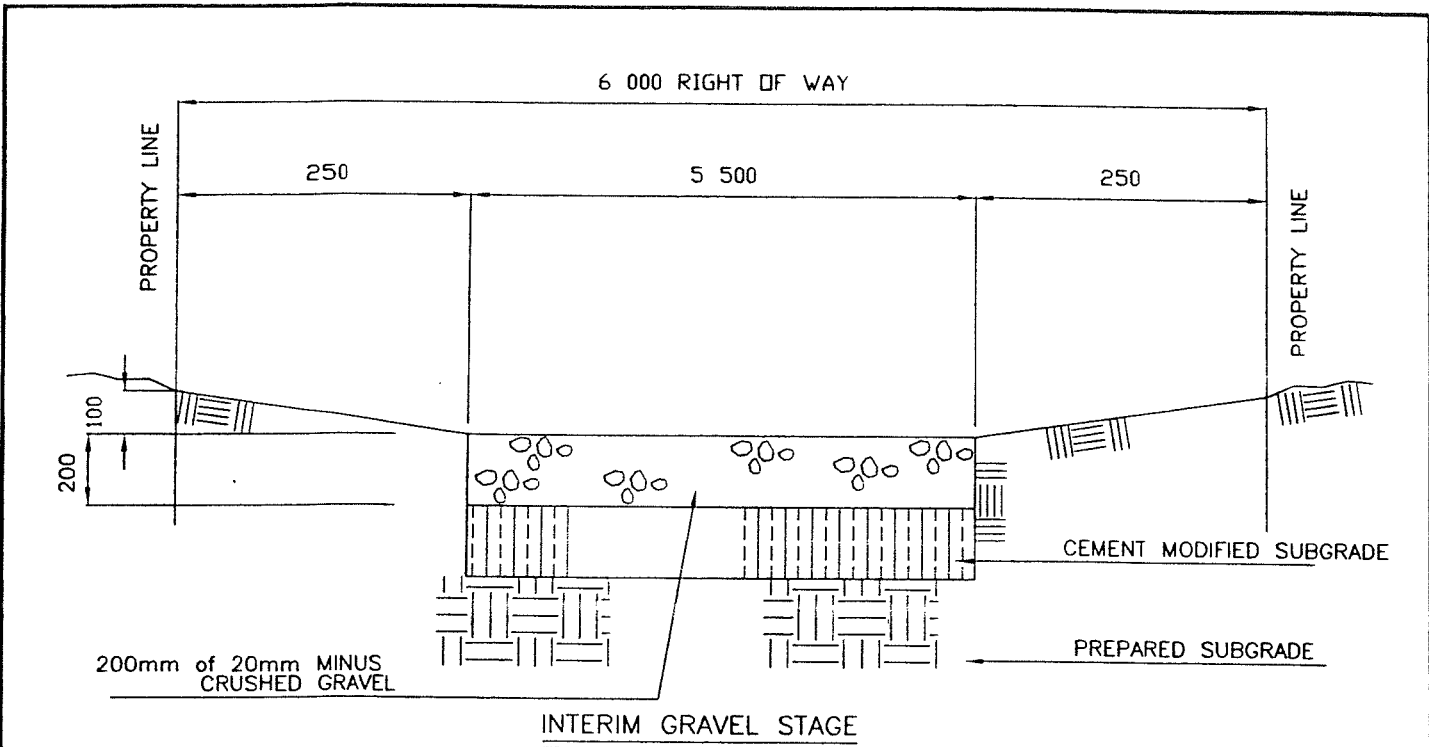 6 000 RIGHT OF WAY
PROPERTY LINE
250
5 500
250
PROPERTY LINE
100
200
CEMENT MODIFIED SUBGRADE
PREPARED SUBGRADE
200mm of 20mm MINUS
CRUSHED GRAVEL
INTERIM GRAVEL STAGE